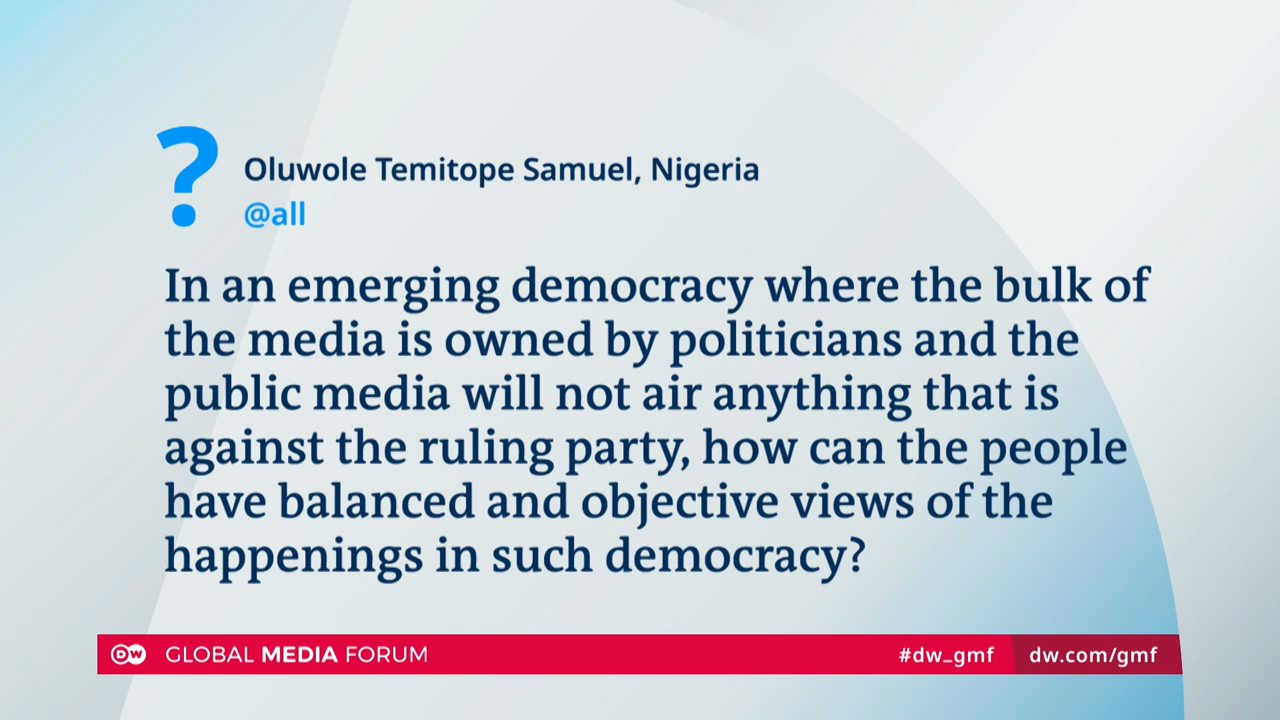 ?
Oluwole Temitope Samuel, Nigeria
@all
In an emerging democracy where the bulk of
the media is owned by politicians and the
public media will not air anything that is
against the ruling party, how can the people
have balanced and objective views of the
happenings in such democracy?
DW GLOBAL MEDIA FORUM #dw_gmf dw.com/gmf